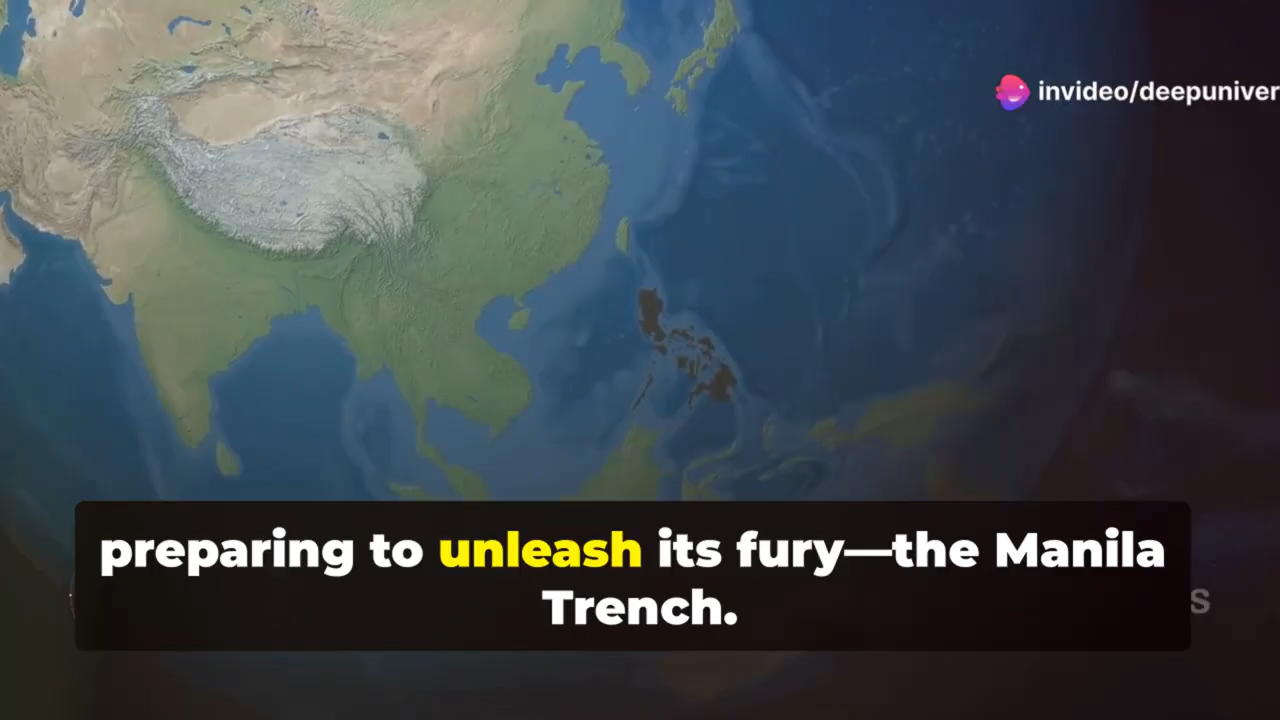 invideo/deepuniver
preparing to unleash its fury—the Manila
Trench.
S